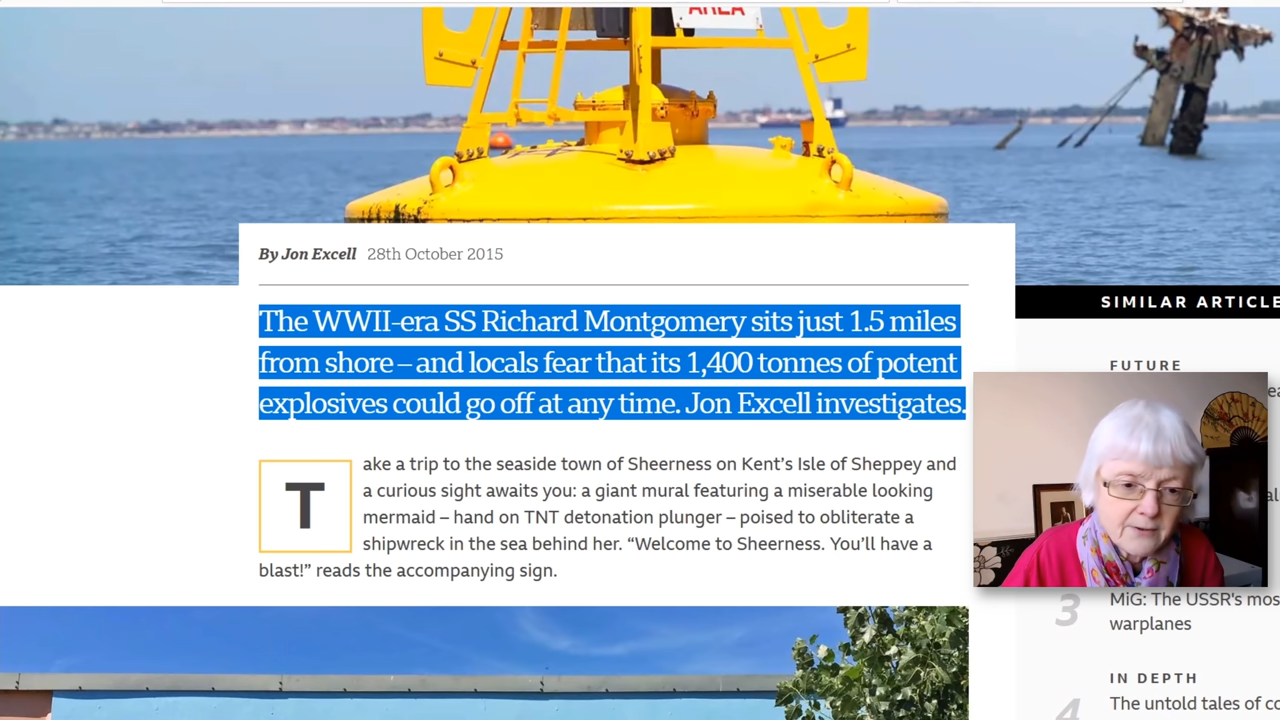 AREA
By Jon Excell 28th October 2015
The WWII-era SS Richard Montgomery sits just 1.5 miles
from shore – and locals fear that its 1,400 tonnes of potent
explosives could go off at any time. Jon Excell investigates.
Take a trip to the seaside town of Sheerness on Kent’s Isle of Sheppey and
a curious sight awaits you: a giant mural featuring a miserable looking
mermaid – hand on TNT detonation plunger – poised to obliterate a
shipwreck in the sea behind her. “Welcome to Sheerness. You’ll have a
blast!” reads the accompanying sign.
SIMILAR ARTICLE
FUTURE
3
MiG: The USSR's mos
warplanes
IN DEPTH
4
The untold tales of co